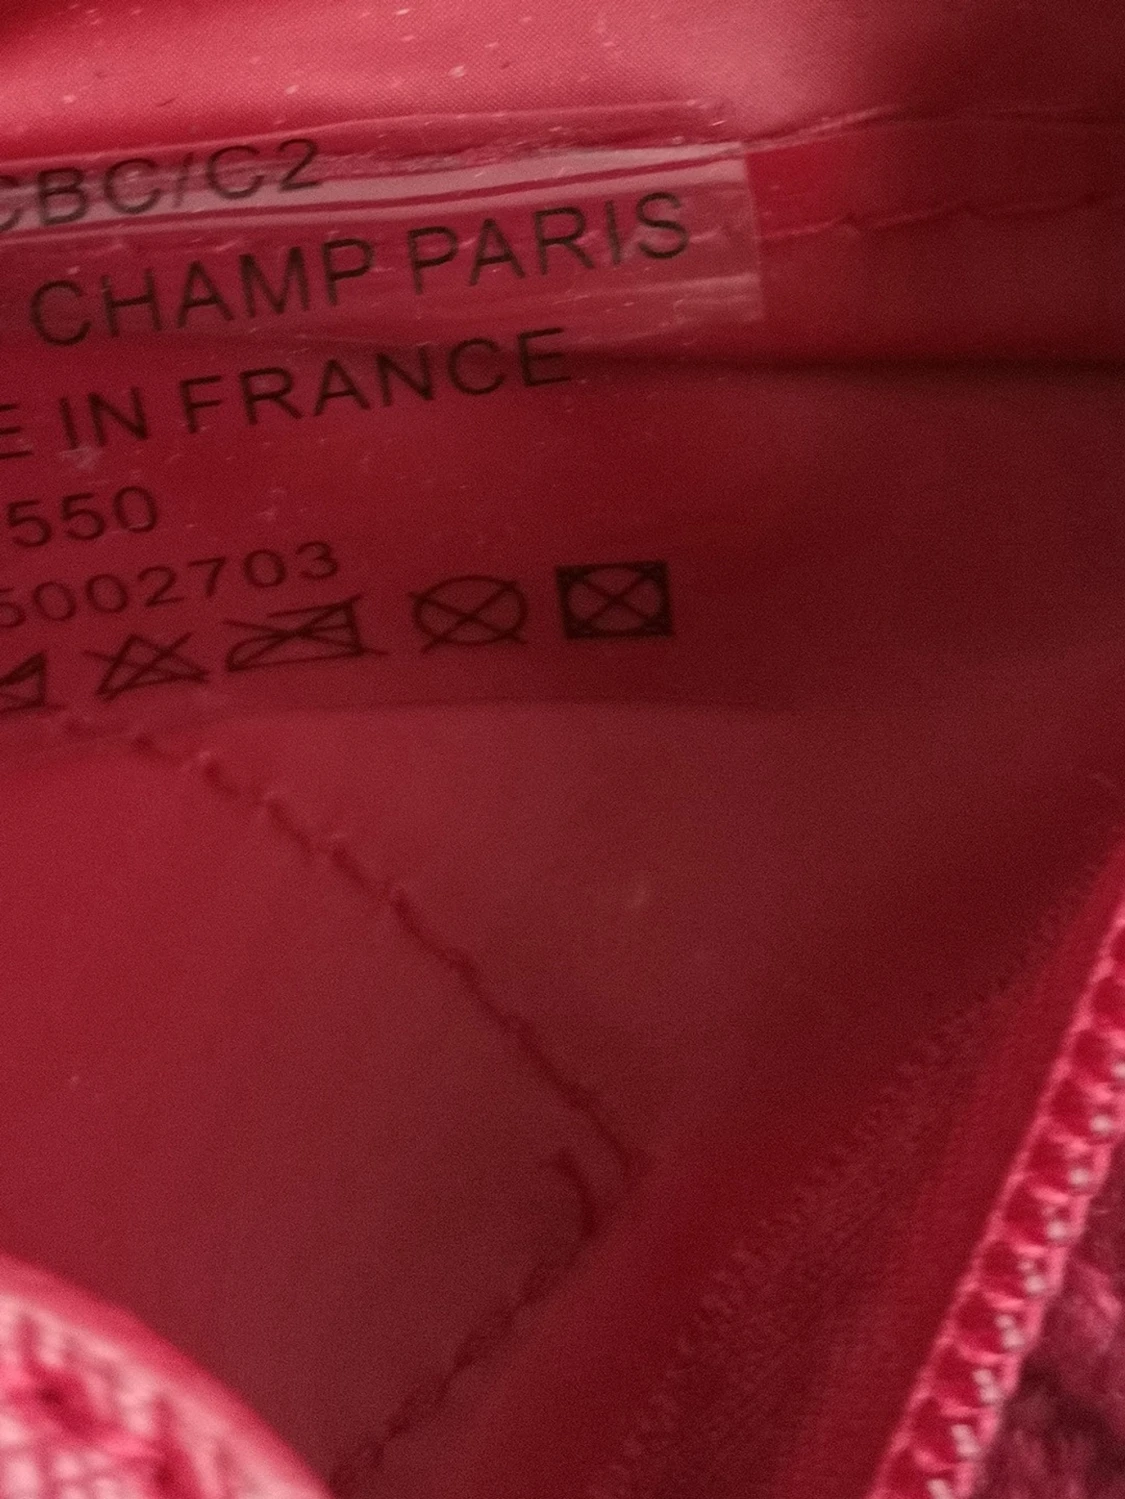 CBC/C2
CHAMP PARIS
E IN FRANCE
550
5002703